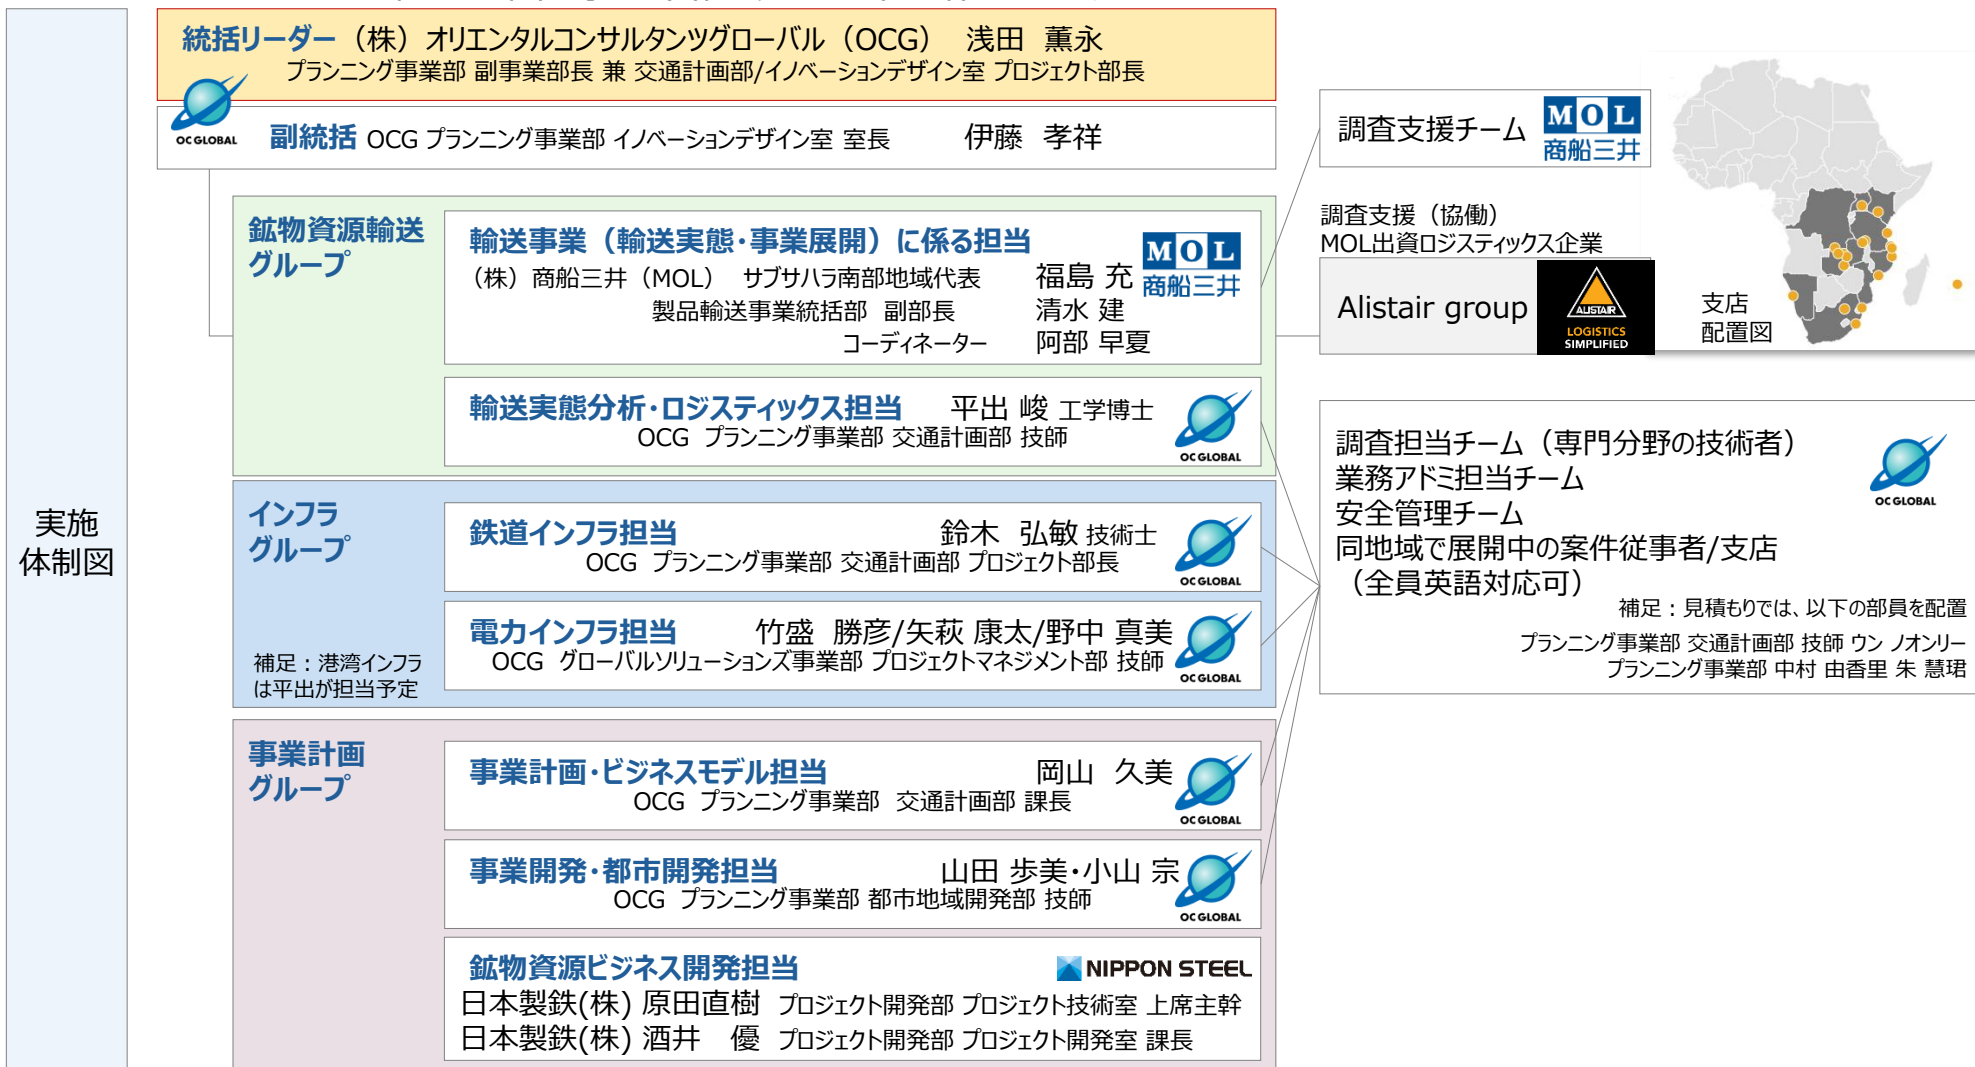 実施
体制図
統括リーダー（株）オリエンタルコンサルタンツグローバル（OCG） 浅田 薫永
プランニング事業部 副事業部長 兼 交通計画部/イノベーションデザイン室 プロジェクト部長
OC GLOBAL
副統括 OCG プランニング事業部 イノベーションデザイン室 室長 伊藤 孝祥
鉱物資源輸送
グループ
輸送事業（輸送実態・事業展開）に係る担当
（株）商船三井（MOL） サブサハラ南部地域代表 福島 充
製品輸送事業統括部 副部長 清水 建
コーディネーター 阿部 早夏
MOL
商船三井
輸送実態分析・ロジスティックス担当 平出 峻 工学博士
OCG プランニング事業部 交通計画部 技師
OC GLOBAL
インフラ
グループ
補足：港湾インフラ
は平出が担当予定
鉄道インフラ担当 鈴木 弘敏 技術士
OCG プランニング事業部 交通計画部 プロジェクト部長
OC GLOBAL
電力インフラ担当 竹盛 勝彦/矢萩 康太/野中 真美
OCG グローバルソリューションズ事業部 プロジェクトマネジメント部 技師
OC GLOBAL
事業計画
グループ
事業計画・ビジネスモデル担当 岡山 久美
OCG プランニング事業部 交通計画部 課長
OC GLOBAL
事業開発・都市開発担当 山田 歩美・小山 宗
OCG プランニング事業部 都市地域開発部 技師
OC GLOBAL
鉱物資源ビジネス開発担当
NIPPON STEEL
日本製鉄(株) 原田直樹 プロジェクト開発部 プロジェクト技術室 上席主幹
日本製鉄(株) 酒井 優 プロジェクト開発部 プロジェクト開発室 課長
調査支援チーム
MOL
商船三井
調査支援（協働）
MOL出資ロジスティックス企業
Alistair group
ALISTAIR
LOGISTICS
SIMPLIFIED
支店
配置図
調査担当チーム（専門分野の技術者）
業務アドミ担当チーム
安全管理チーム
同地域で展開中の案件従事者/支店
（全員英語対応可）
OC GLOBAL
補足：見積もりでは、以下の部員を配置
プランニング事業部 交通計画部 技師 ウン ノオンリー
プランニング事業部 中村 由香里 朱 慧珺